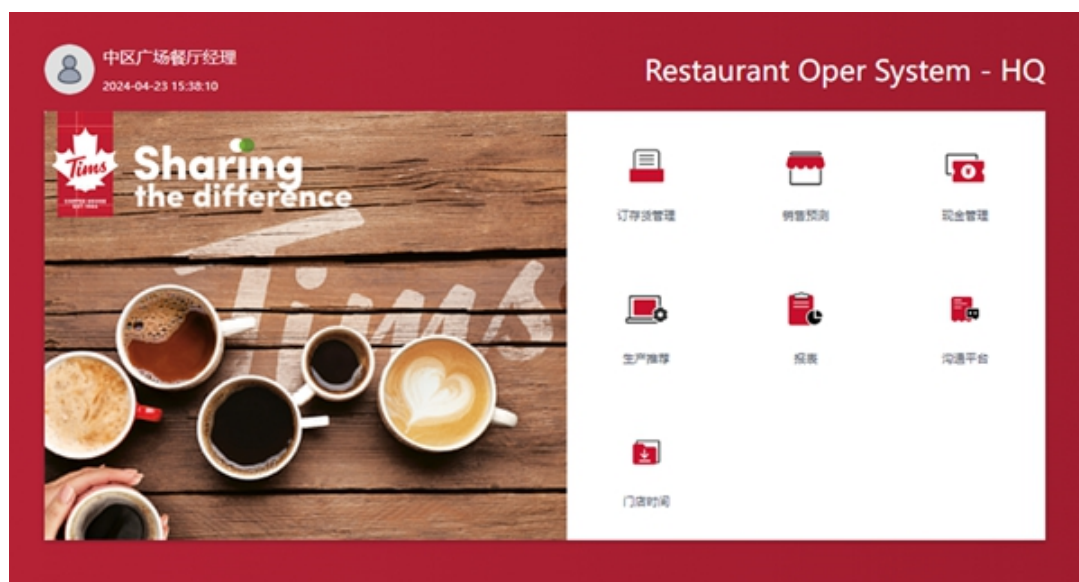 中区广场餐厅经理
2024-04-23 15:38:10
Restaurant Oper System - HQ
Tims
Sharing
the difference
Tims
订存货管理
销售预测
现金管理
生产推荐
报表
沟通平台
门店时间